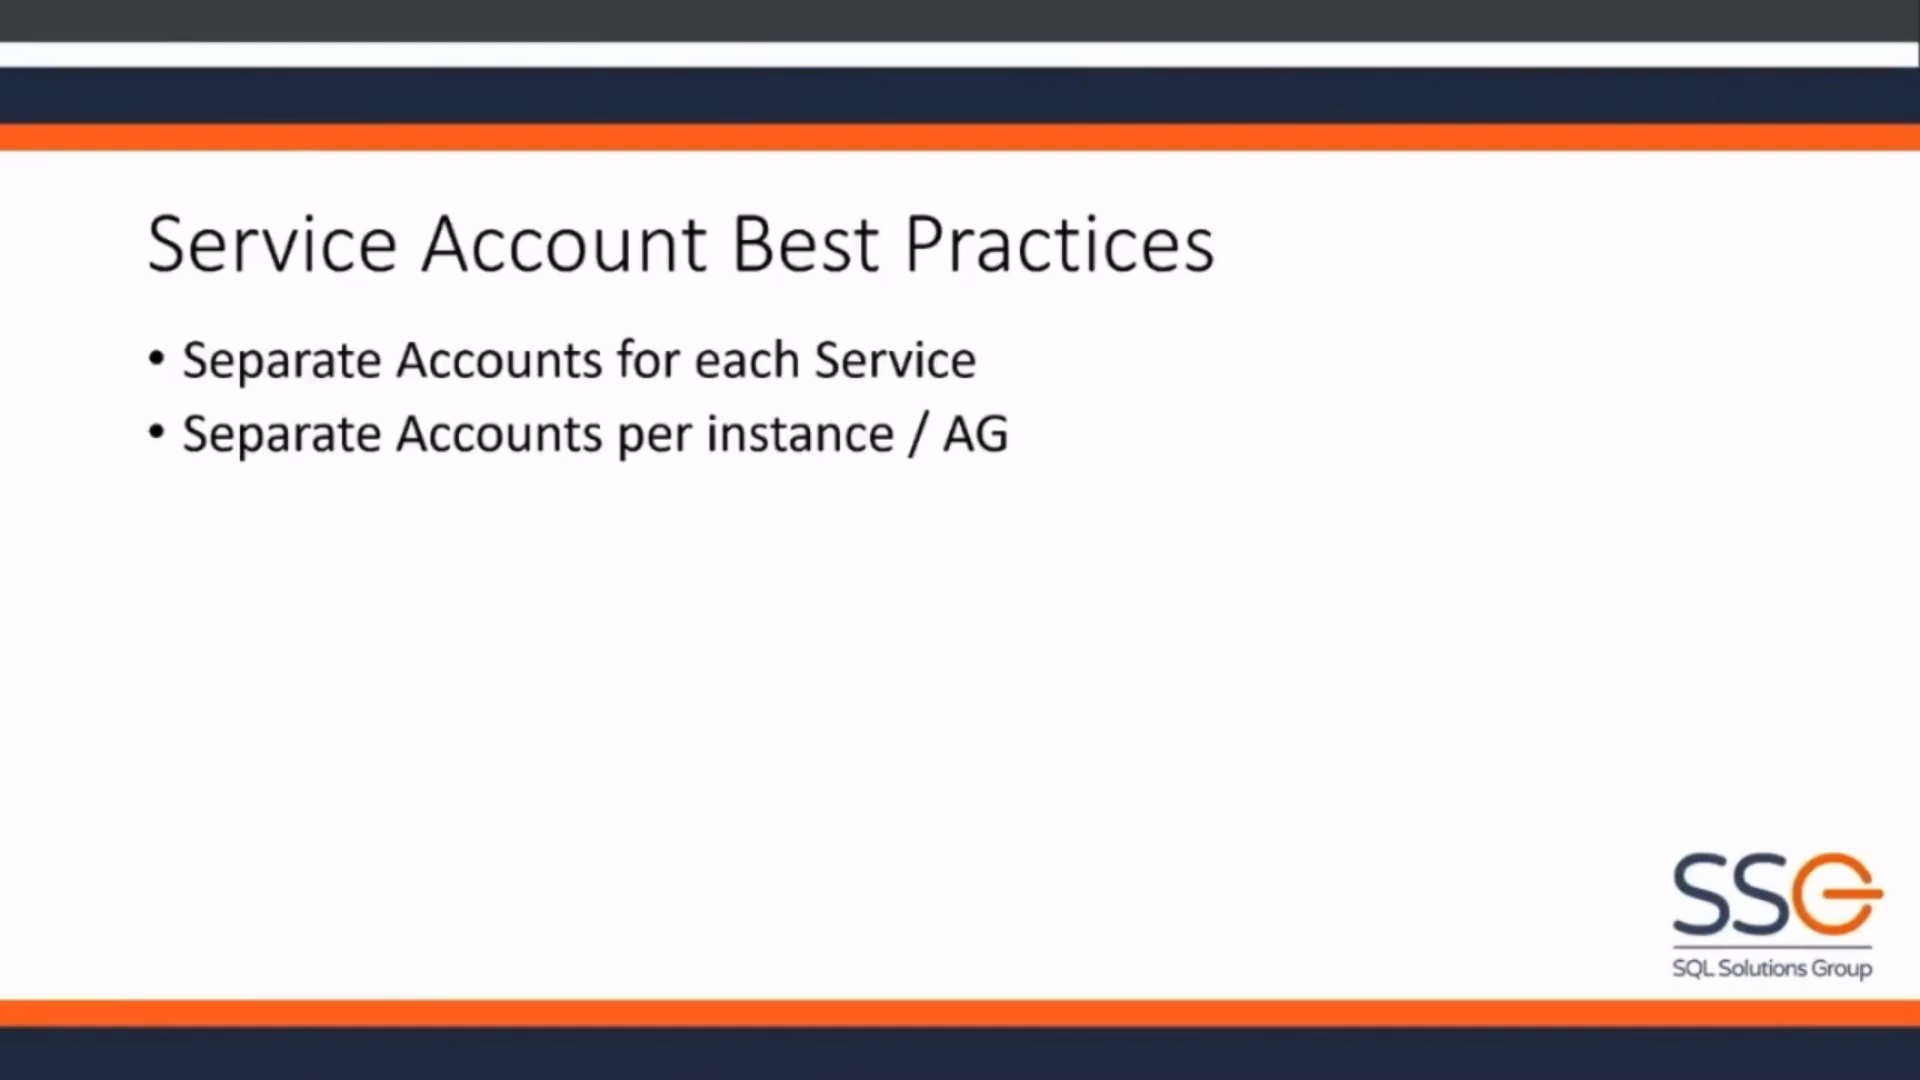 Service Account Best Practices
• Separate Accounts for each Service
• Separate Accounts per instance / AG
SSG
SQL Solutions Group